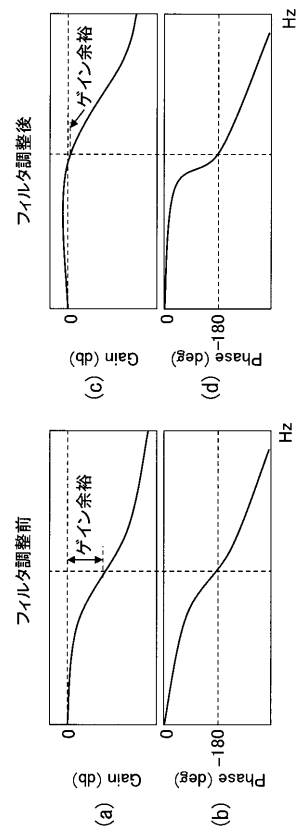 フィルタ調整前
(a)
Gain (db)
0
ゲイン余裕
(b)
Phase (deg)
0
-180
Hz
フィルタ調整後
(c)
Gain (db)
0
ゲイン余裕
(d)
Phase (deg)
0
-180
Hz